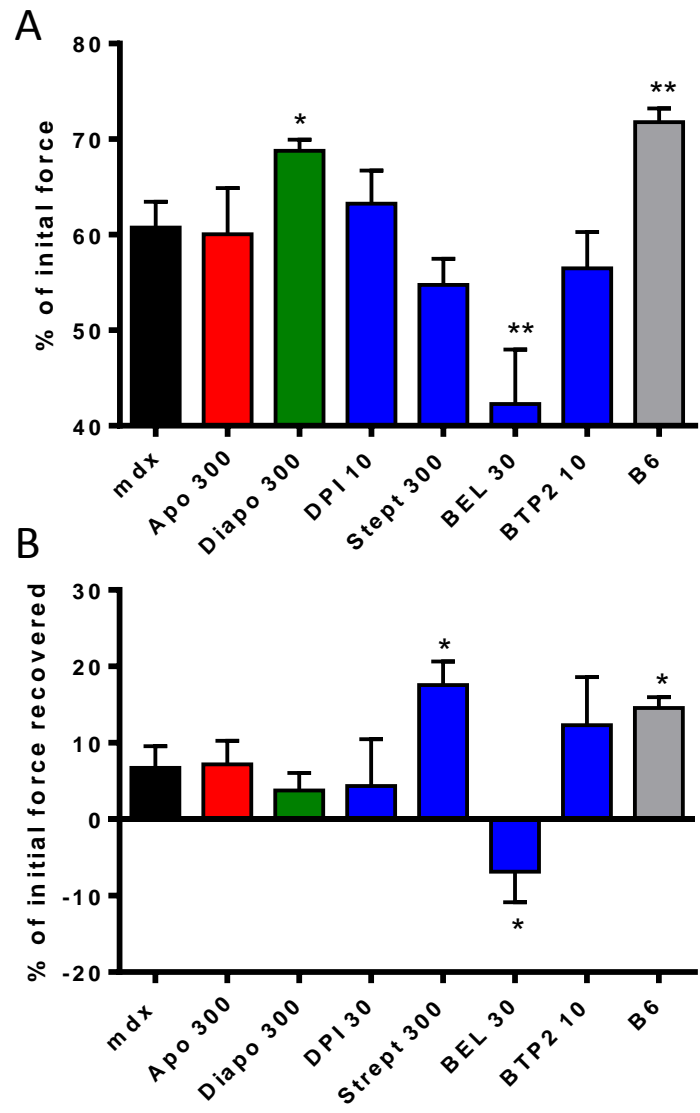 A
% of inital force
80
70
60
50
40
*
**
**
mdx
Apo 300
Diapo 300
DPI 10
Stept 300
BEL 30
BTP2 10
B6
B
% of initial force recovered
30
20
10
0
-10
-20
*
*
*
mdx
Apo 300
Diapo 300
DPI 30
Strept 300
BEL 30
BTP2 10
B6